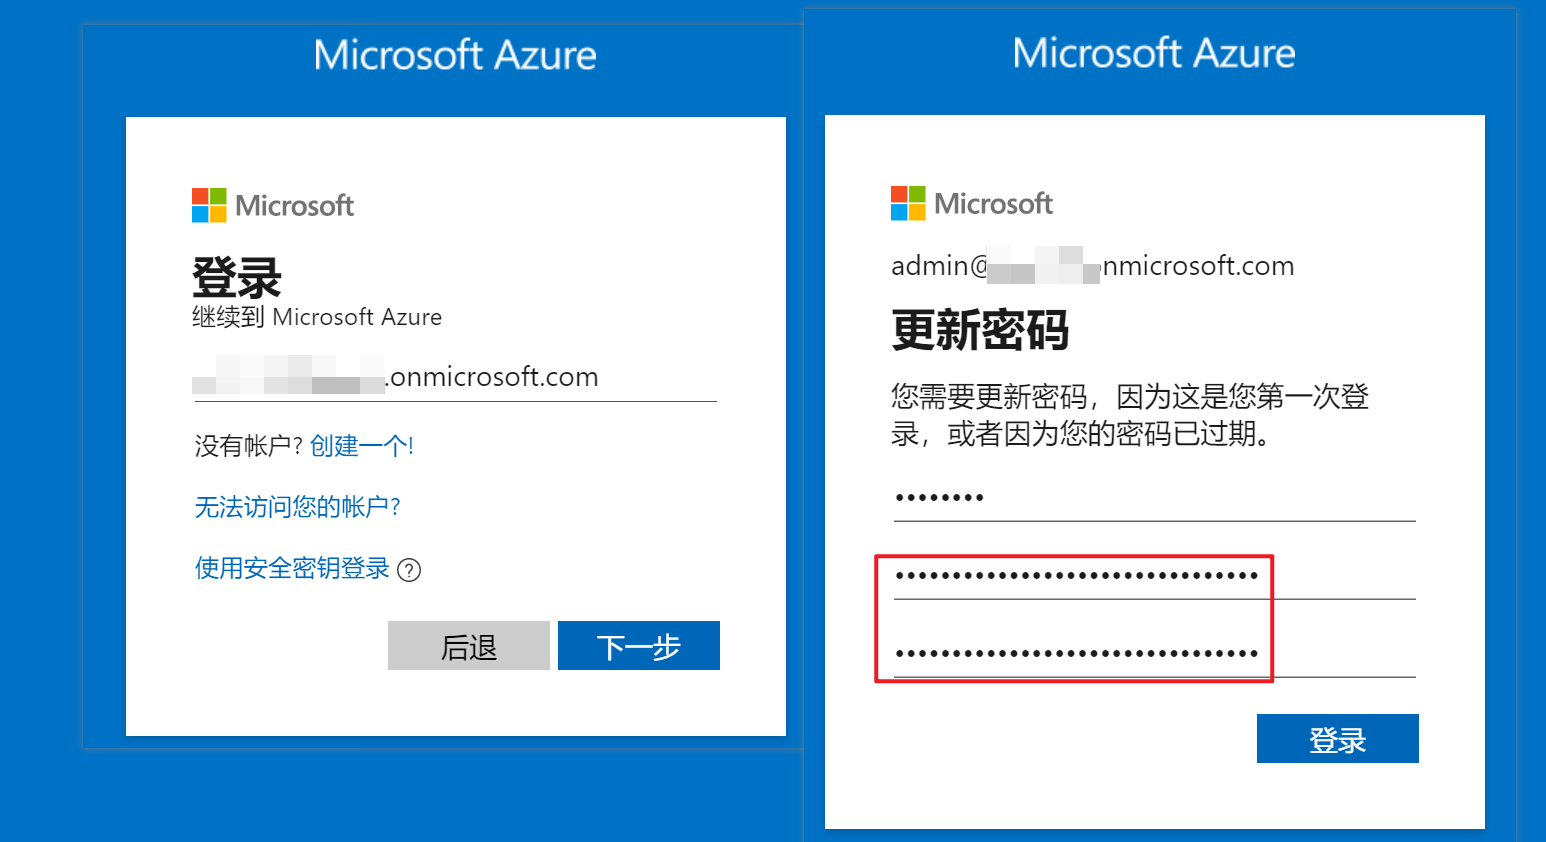 Microsoft Azure
Microsoft
登录
继续到 Microsoft Azure
.onmicrosoft.com
没有帐户? 创建一个!
无法访问您的帐户?
使用安全密钥登录 ?
后退
下一步
Microsoft Azure
Microsoft
admin@ nmicrosoft.com
更新密码
您需要更新密码，因为这是您第一次登
录，或者因为您的密码已过期。
登录